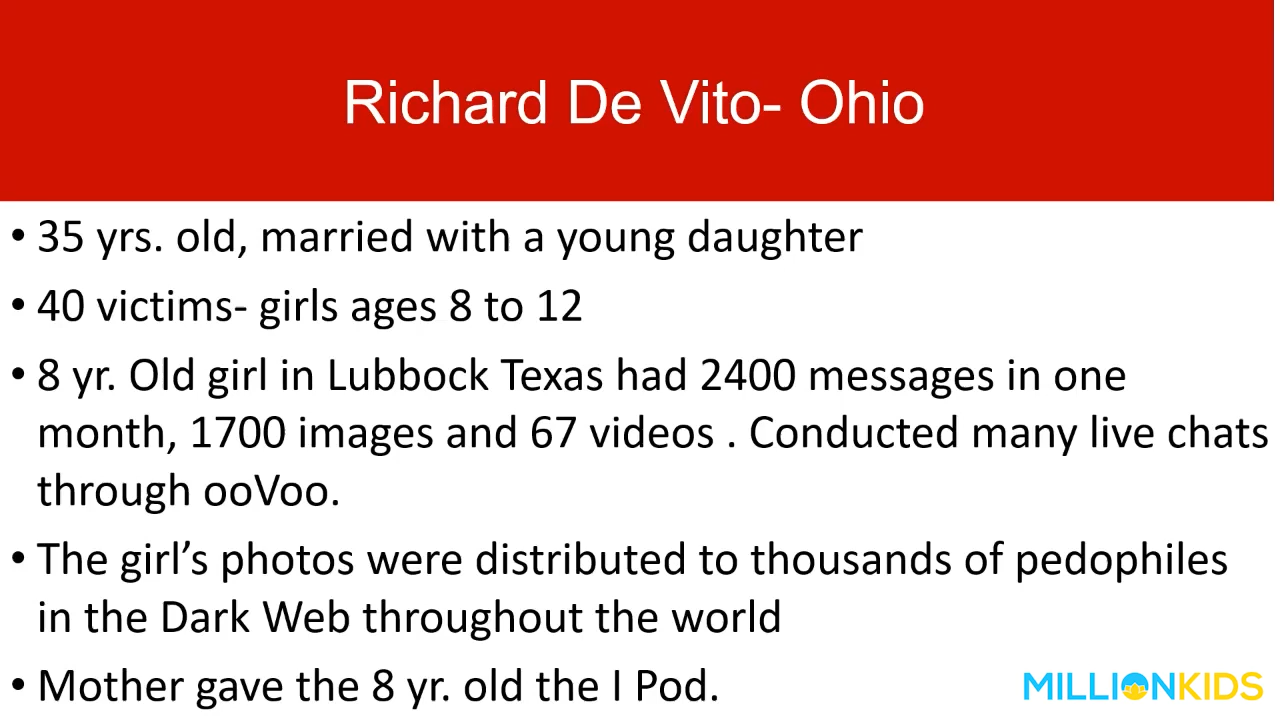 Richard De Vito- Ohio
• 35 yrs. old, married with a young daughter
• 40 victims- girls ages 8 to 12
• 8 yr. Old girl in Lubbock Texas had 2400 messages in one
month, 1700 images and 67 videos . Conducted many live chats
through ooVoo.
• The girl’s photos were distributed to thousands of pedophiles
in the Dark Web throughout the world
• Mother gave the 8 yr. old the I Pod.
MILLIONKIDS